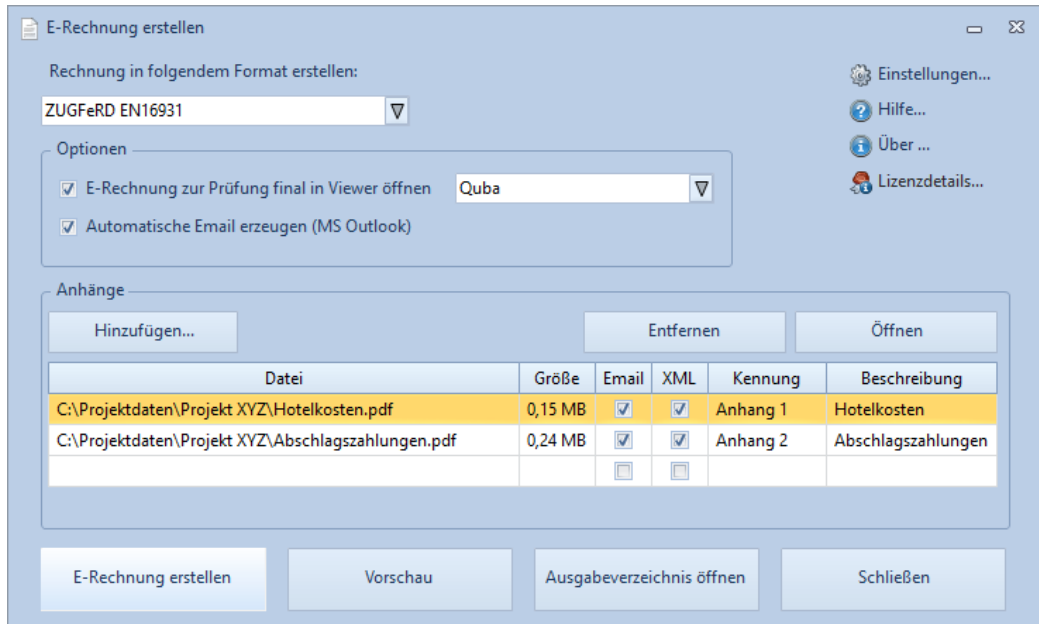 E-Rechnung erstellen
Rechnung in folgendem Format erstellen:
ZUGFeRD EN16931
Einstellungen...
Hilfe...
Über ...
Lizenzdetails...
Optionen
E-Rechnung zur Prüfung final in Viewer öffnen Quba
Automatische Email erzeugen (MS Outlook)
Anhänge
Hinzufügen... Entfernen Öffnen
Datei Größe Email XML Kennung Beschreibung
C:\Projektdaten\Projekt XYZ\Hotelkosten.pdf 0,15 MB Anhang 1 Hotelkosten
C:\Projektdaten\Projekt XYZ\Abschlagszahlungen.pdf 0,24 MB Anhang 2 Abschlagszahlungen
E-Rechnung erstellen Vorschau Ausgabeverzeichnis öffnen Schließen